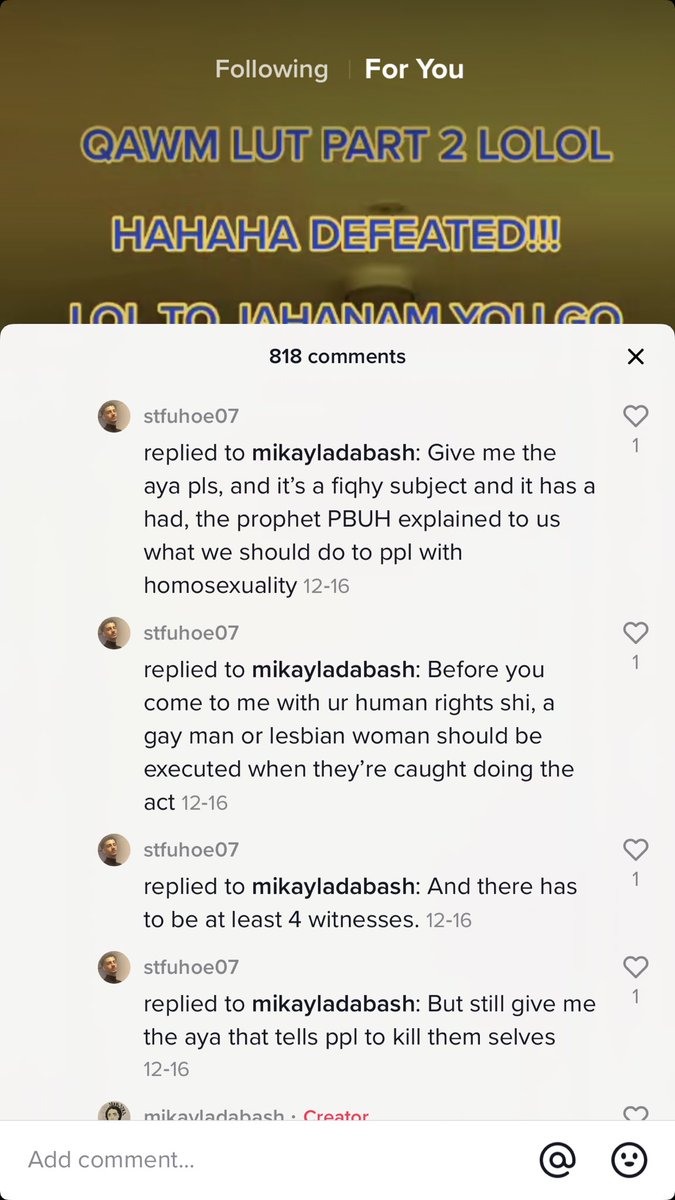 Following | For You
QAWM LUT PART 2 LOLOL
HAHAHA DEFEATED!!!
LOL TO JAHANAM YOU GO
818 comments
stfuhoe07
replied to mikayladabash: Give me the
aya pls, and it’s a fiqhy subject and it has a
had, the prophet PBUH explained to us
what we should do to ppl with
homosexuality 12-16
1
stfuhoe07
replied to mikayladabash: Before you
come to me with ur human rights shi, a
gay man or lesbian woman should be
executed when they’re caught doing the
act 12-16
1
stfuhoe07
replied to mikayladabash: And there has
to be at least 4 witnesses. 12-16
1
stfuhoe07
replied to mikayladabash: But still give me
the aya that tells ppl to kill them selves
12-16
1
mikayladabash · Creator
Add comment...